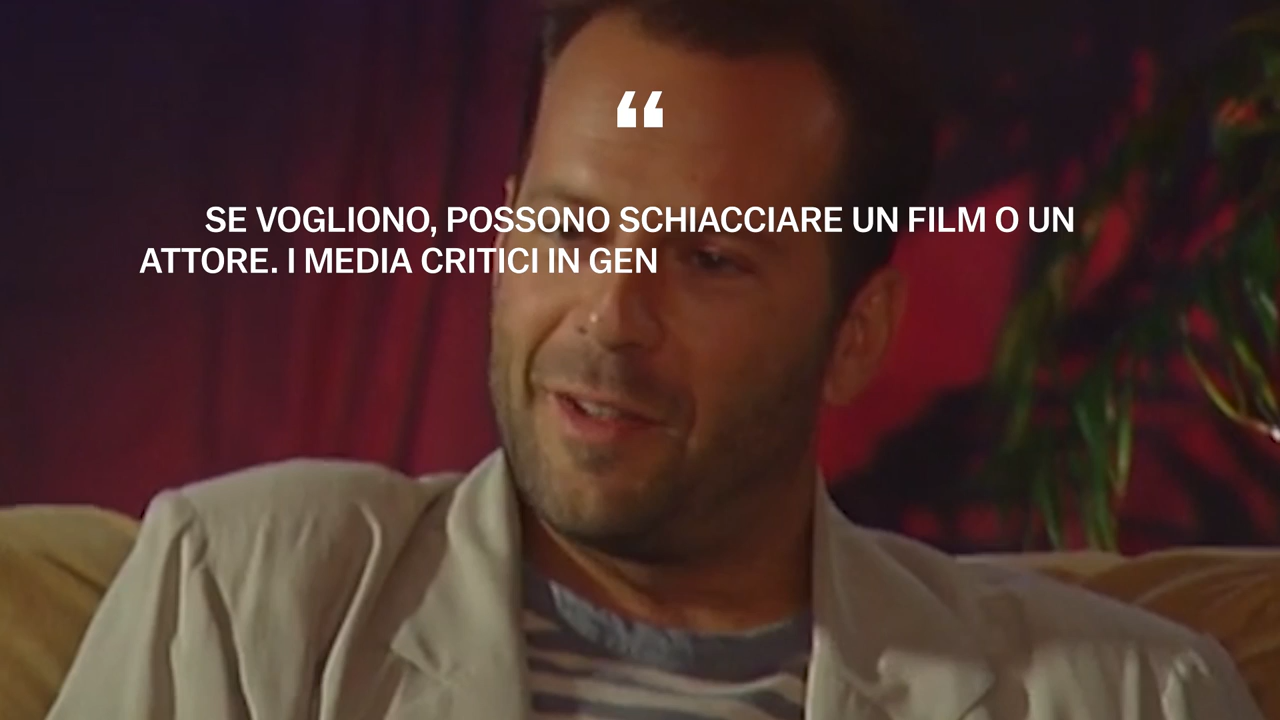 “
SE VOGLIONO, POSSONO SCHIACCIARE UN FILM O UN
ATTORE. I MEDIA CRITICI IN GEN